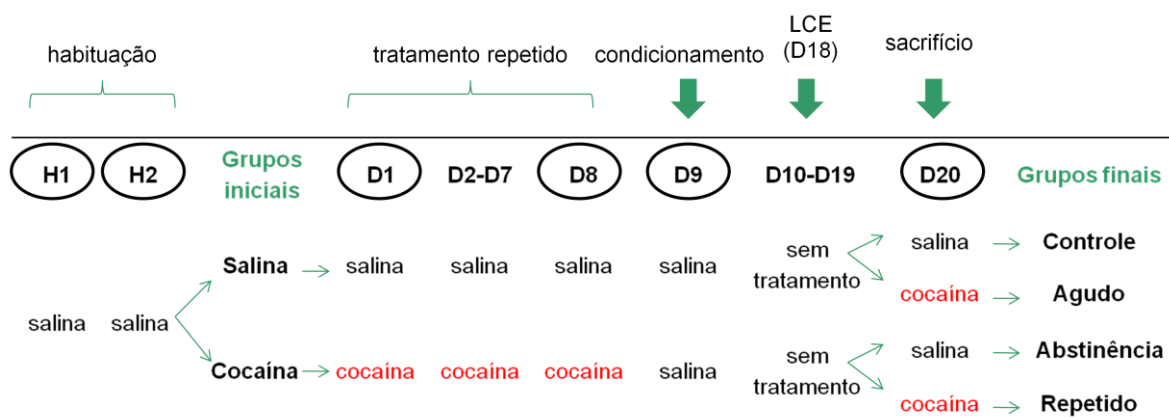 habituação
tratamento repetido
condicionamento
LCE
(D18)
sacrifício
H1
H2
Grupos
iniciais
D1
D2-D7
D8
D9
D10-D19
D20
Grupos finais
salina
salina
Salina
salina
salina
salina
salina
sem
tratamento
salina
Controle
cocaína
Agudo
Cocaína
cocaína
cocaína
cocaína
salina
sem
tratamento
salina
Abstinência
cocaína
Repetido